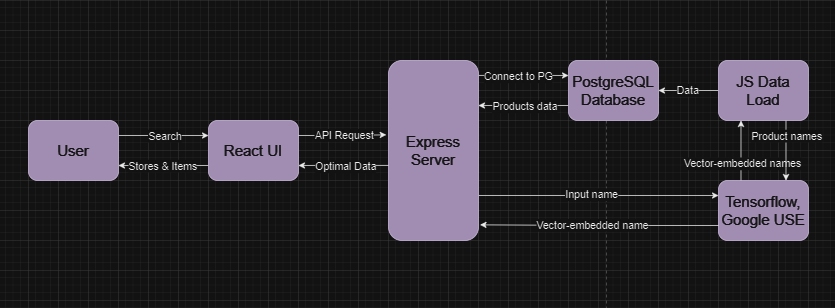 User
Search
Stores & Items
React UI
API Request
Optimal Data
Express
Server
Connect to PG
Products data
PostgreSQL
Database
Data
JS Data
Load
Product names
Vector-embedded names
Input name
Vector-embedded name
Tensorflow,
Google USE